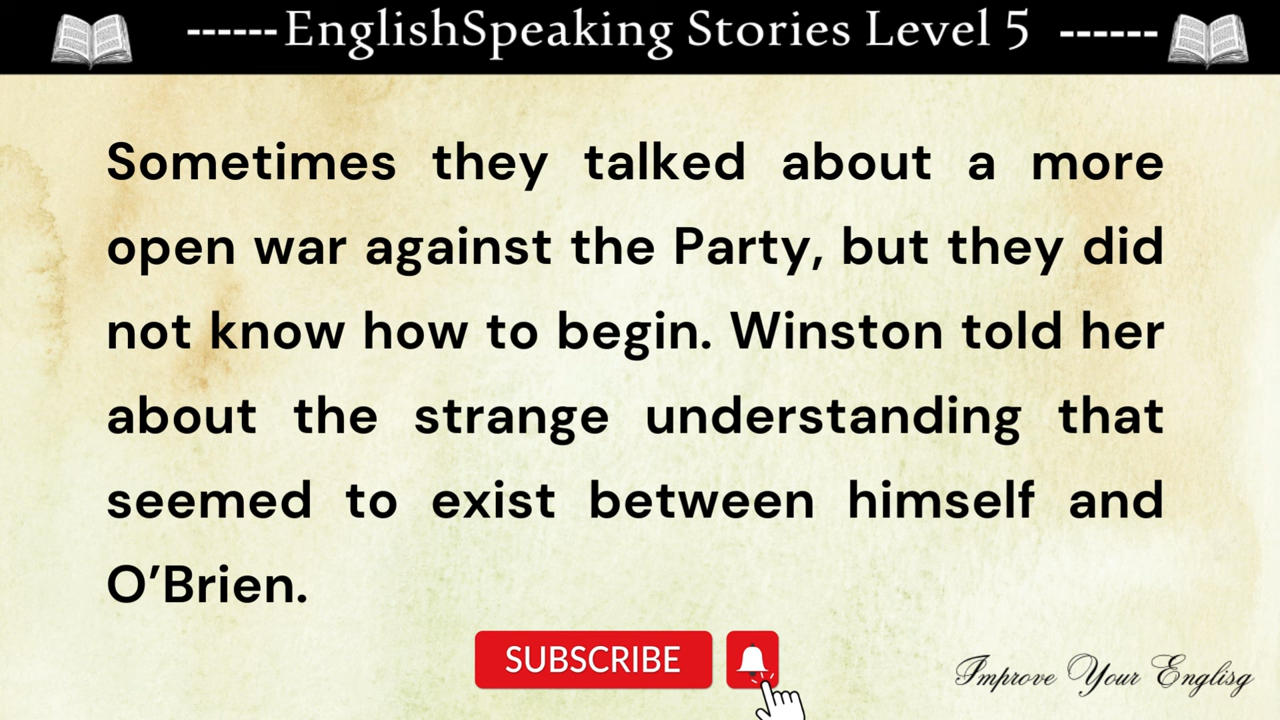 ------EnglishSpeaking Stories Level 5 ------
Sometimes they talked about a more
open war against the Party, but they did
not know how to begin. Winston told her
about the strange understanding that
seemed to exist between himself and
O’Brien.
SUBSCRIBE
Improve Your Englisg